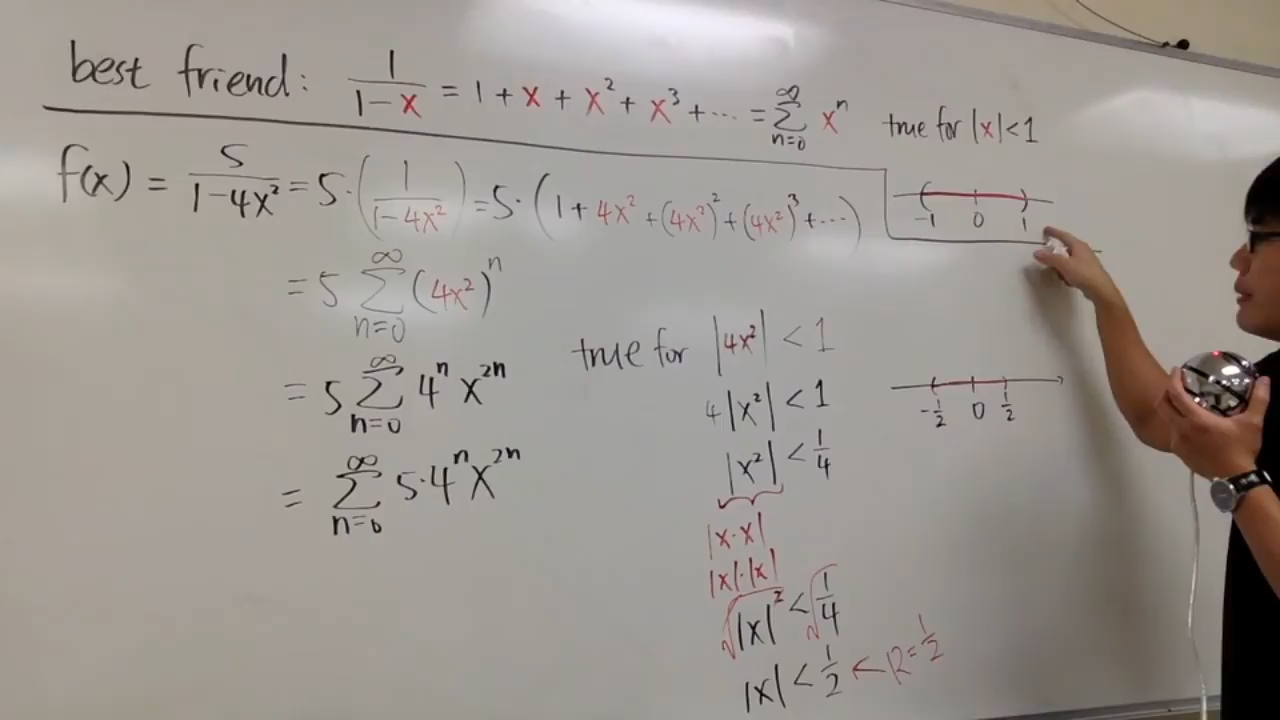 best friend: 1/(1-x) = 1 + x + x² + x³ + ... = ∑_{n=0}^{∞} xⁿ true for |x| < 1
-1 0 1
f(x) = 5/(1-4x²) = 5·(1/(1-4x²)) = 5·(1 + 4x² + (4x²)² + (4x²)³ + ...)
= 5 ∑_{n=0}^{∞} (4x²)ⁿ
= 5 ∑_{n=0}^{∞} 4ⁿ x²ⁿ
= ∑_{n=0}^{∞} 5·4ⁿ x²ⁿ
true for |4x²| < 1
4|x²| < 1
|x²| < 1/4
|x·x|
|x|·|x|
√|x|² < √1/4
|x| < 1/2 ← R = 1/2
-1/2 0 1/2